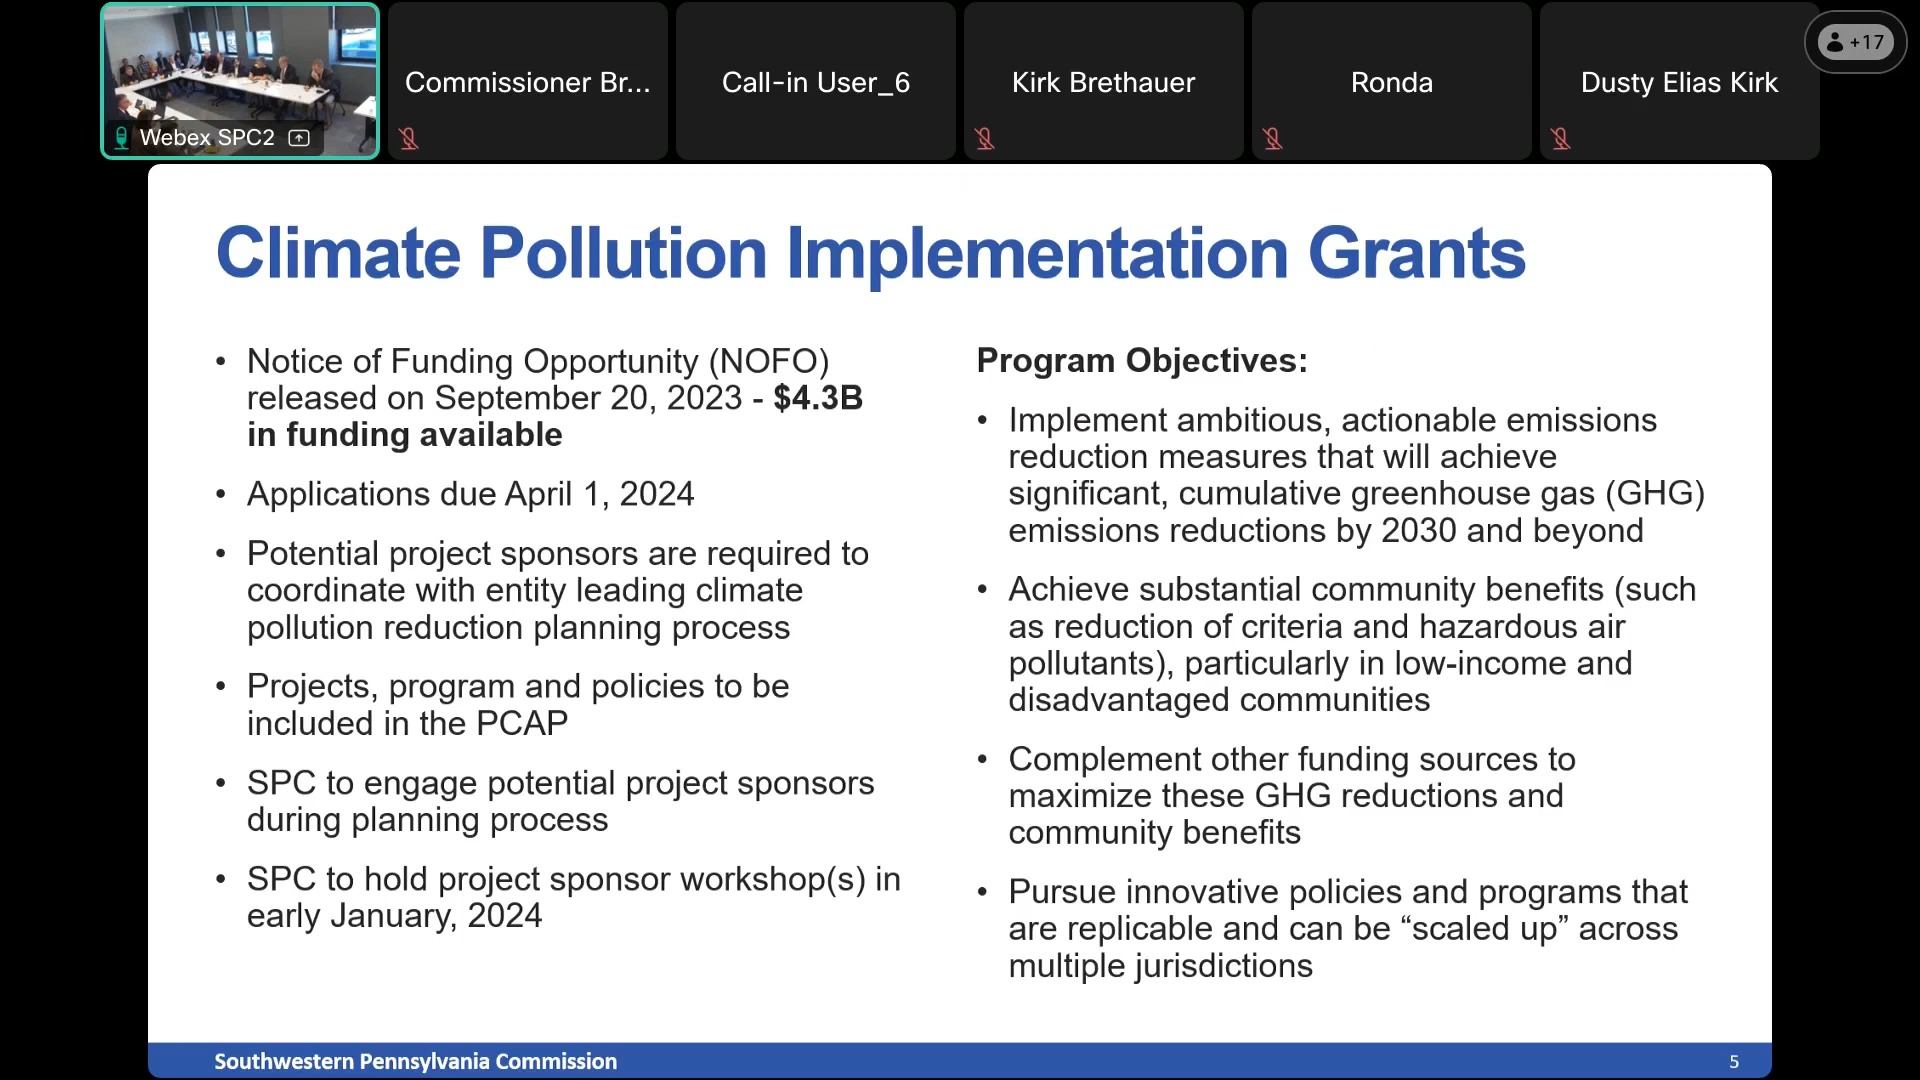 Webex SPC2
Commissioner Br...
Call-in User_6
Kirk Brethauer
Ronda
Dusty Elias Kirk
+17
Climate Pollution Implementation Grants
• Notice of Funding Opportunity (NOFO)
released on September 20, 2023 - $4.3B
in funding available
• Applications due April 1, 2024
• Potential project sponsors are required to
coordinate with entity leading climate
pollution reduction planning process
• Projects, program and policies to be
included in the PCAP
• SPC to engage potential project sponsors
during planning process
• SPC to hold project sponsor workshop(s) in
early January, 2024
Program Objectives:
• Implement ambitious, actionable emissions
reduction measures that will achieve
significant, cumulative greenhouse gas (GHG)
emissions reductions by 2030 and beyond
• Achieve substantial community benefits (such
as reduction of criteria and hazardous air
pollutants), particularly in low-income and
disadvantaged communities
• Complement other funding sources to
maximize these GHG reductions and
community benefits
• Pursue innovative policies and programs that
are replicable and can be “scaled up” across
multiple jurisdictions
Southwestern Pennsylvania Commission
5